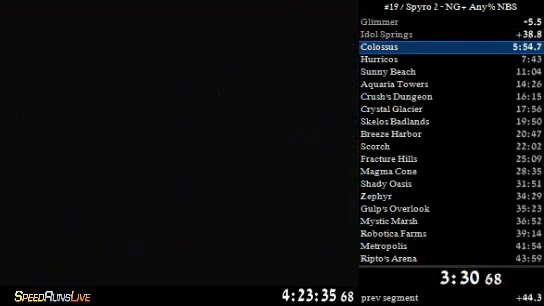 #19 / Spyro 2 - NG+ Any% NBS
Glimmer -5.5
Idol Springs +38.8
Colossus 5:54.7
Hurricos 7:43
Sunny Beach 11:04
Aquaria Towers 14:26
Crush's Dungeon 16:15
Crystal Glacier 17:56
Skelos Badlands 19:50
Breeze Harbor 20:47
Scorch 22:02
Fracture Hills 25:09
Magma Cone 28:35
Shady Oasis 31:51
Zephyr 34:29
Gulp's Overlook 35:23
Mystic Marsh 36:52
Robotica Farms 39:14
Metropolis 41:54
Ripto's Arena 43:59
3:30 68
SPEEDRUNSLIVE 4:23:35 68
prev segment +44.3